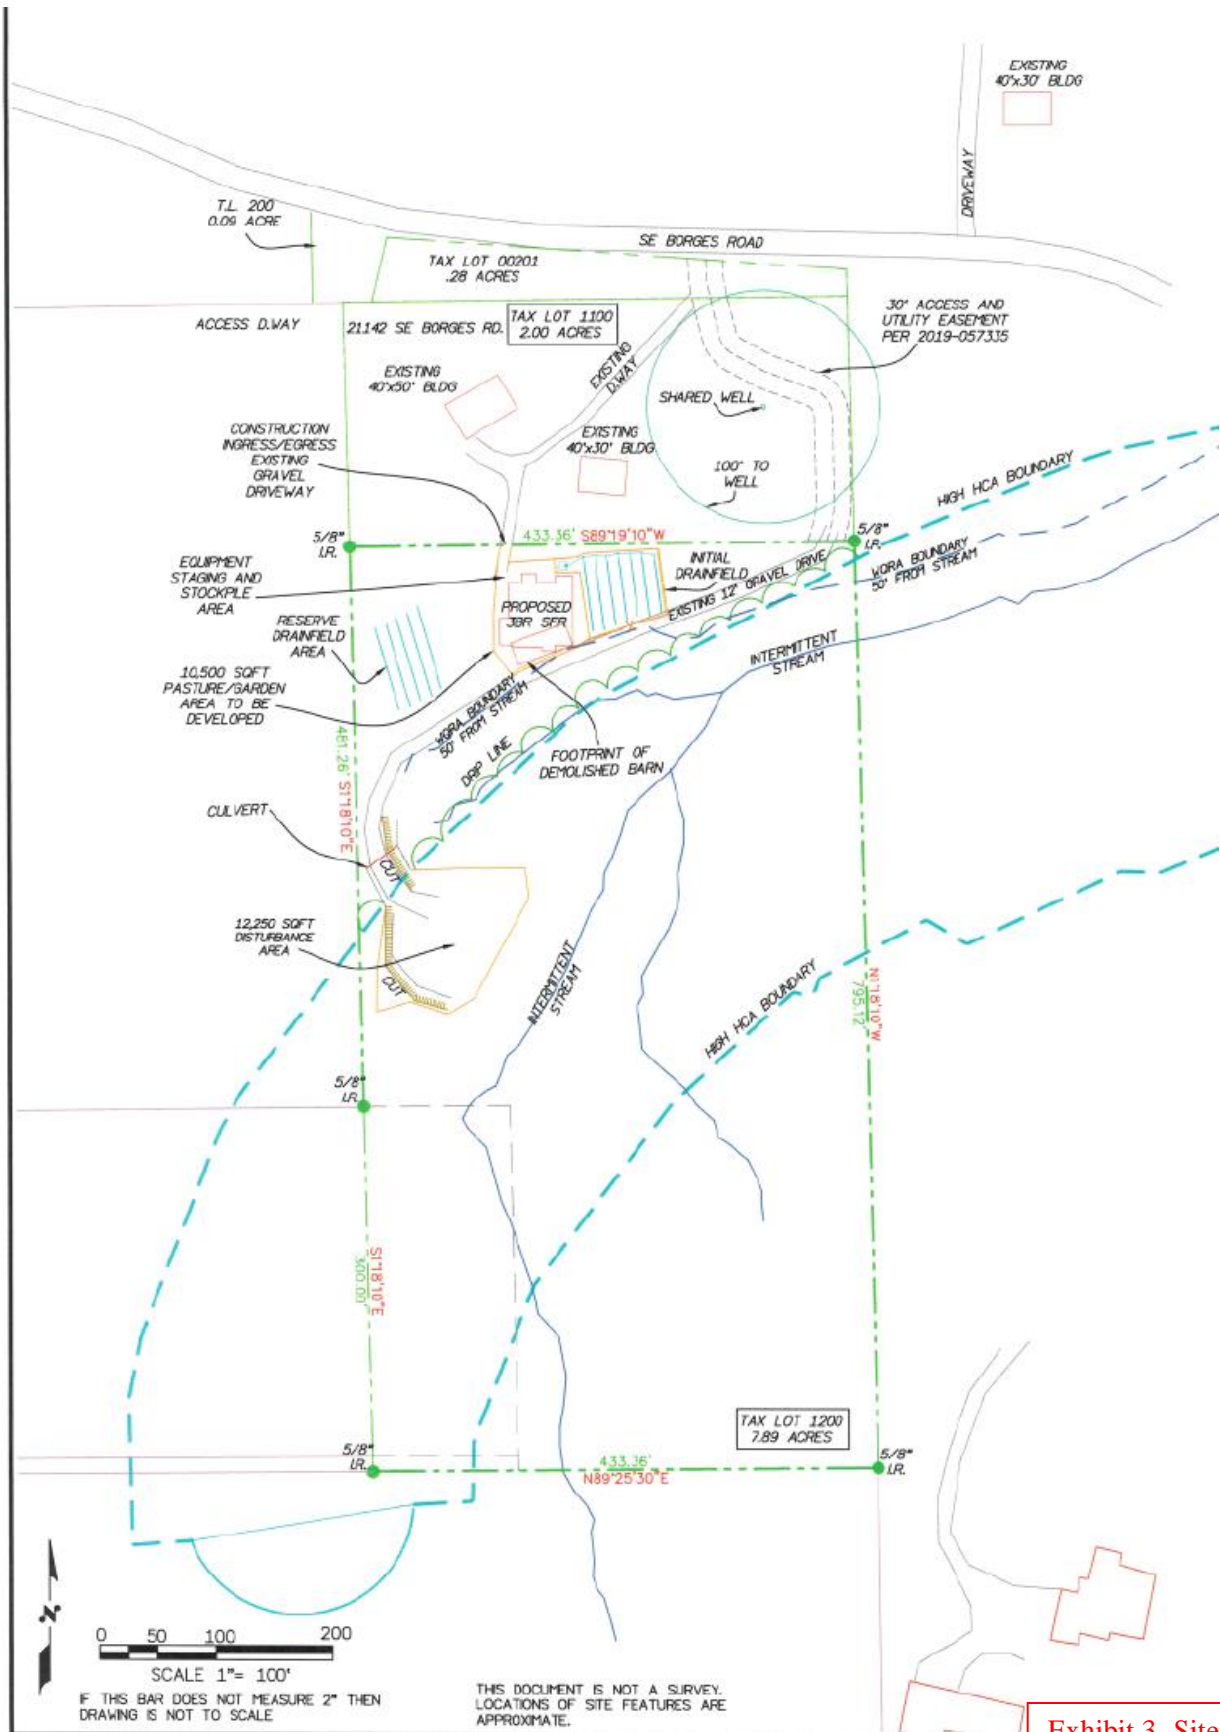 EXISTING
40'x30' BLDG
DRIVEWAY
T.L. 200
0.09 ACRE
SE BORGES ROAD
TAX LOT 00201
.28 ACRES
30' ACCESS AND
UTILITY EASEMENT
PER 2019-057335
ACCESS D.WAY
21142 SE BORGES RD.
TAX LOT 1100
2.00 ACRES
EXISTING
D.WAY
EXISTING
40'x50' BLDG
SHARED WELL
CONSTRUCTION
INGRESS/EGRESS
EXISTING
GRAVEL
DRIVEWAY
EXISTING
40'x30' BLDG
100' TO
WELL
HIGH HCA BOUNDARY
5/8"
I.R.
433.36' S89°19'10"W
5/8"
I.R.
WQRA BOUNDARY
50' FROM STREAM
EQUIPMENT
STAGING AND
STOCKPILE
AREA
INITIAL
DRAINFIELD
EXISTING 12' GRAVEL DRIVE
PROPOSED
3BR SFR
RESERVE
DRAINFIELD
AREA
INTERMITTENT
STREAM
10,500 SQFT
PASTURE/GARDEN
AREA TO BE
DEVELOPED
WQRA BOUNDARY
50' FROM STREAM
DRIP LINE
FOOTPRINT OF
DEMOLISHED BARN
481.26' S1°18'10"E
CULVERT
CUT
12,250 SQFT
DISTURBANCE
AREA
CUT
INTERMITTENT
STREAM
HIGH HCA BOUNDARY
N1°18'10"W
795.12'
5/8"
I.R.
S1°18'10"E
300.00'
TAX LOT 1200
7.89 ACRES
5/8"
I.R.
433.36'
N89°25'30"E
5/8"
I.R.
N
0 50 100 200
SCALE 1"= 100'
IF THIS BAR DOES NOT MEASURE 2" THEN
DRAWING IS NOT TO SCALE
THIS DOCUMENT IS NOT A SURVEY.
LOCATIONS OF SITE FEATURES ARE
APPROXIMATE.
Exhibit 3, Site